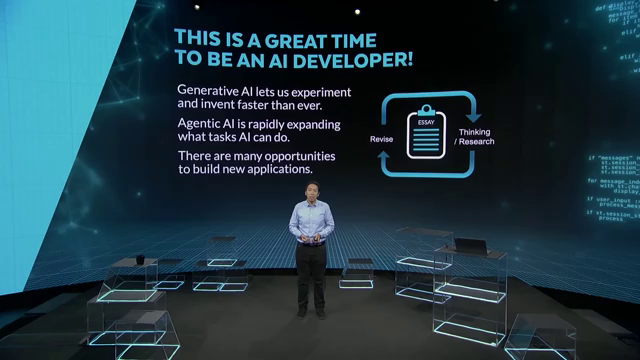 THIS IS A GREAT TIME
TO BE AN AI DEVELOPER!
Generative AI lets us experiment
and invent faster than ever.
Agentic AI is rapidly expanding
what tasks AI can do.
There are many opportunities
to build new applications.
ESSAY
Revise
Thinking
/ Research